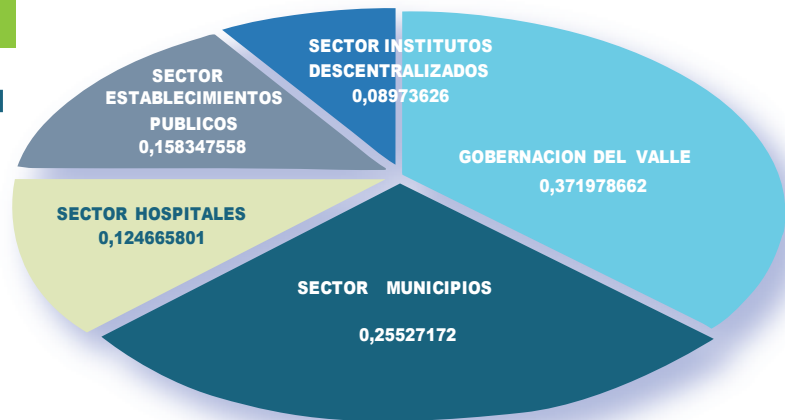 SECTOR INSTITUTOS
DESCENTRALIZADOS
0,08973626
SECTOR
ESTABLECIMIENTOS
PUBLICOS
0,158347558
GOBERNACION DEL VALLE
0,371978662
SECTOR HOSPITALES
0,124665801
SECTOR MUNICIPIOS
0,25527172